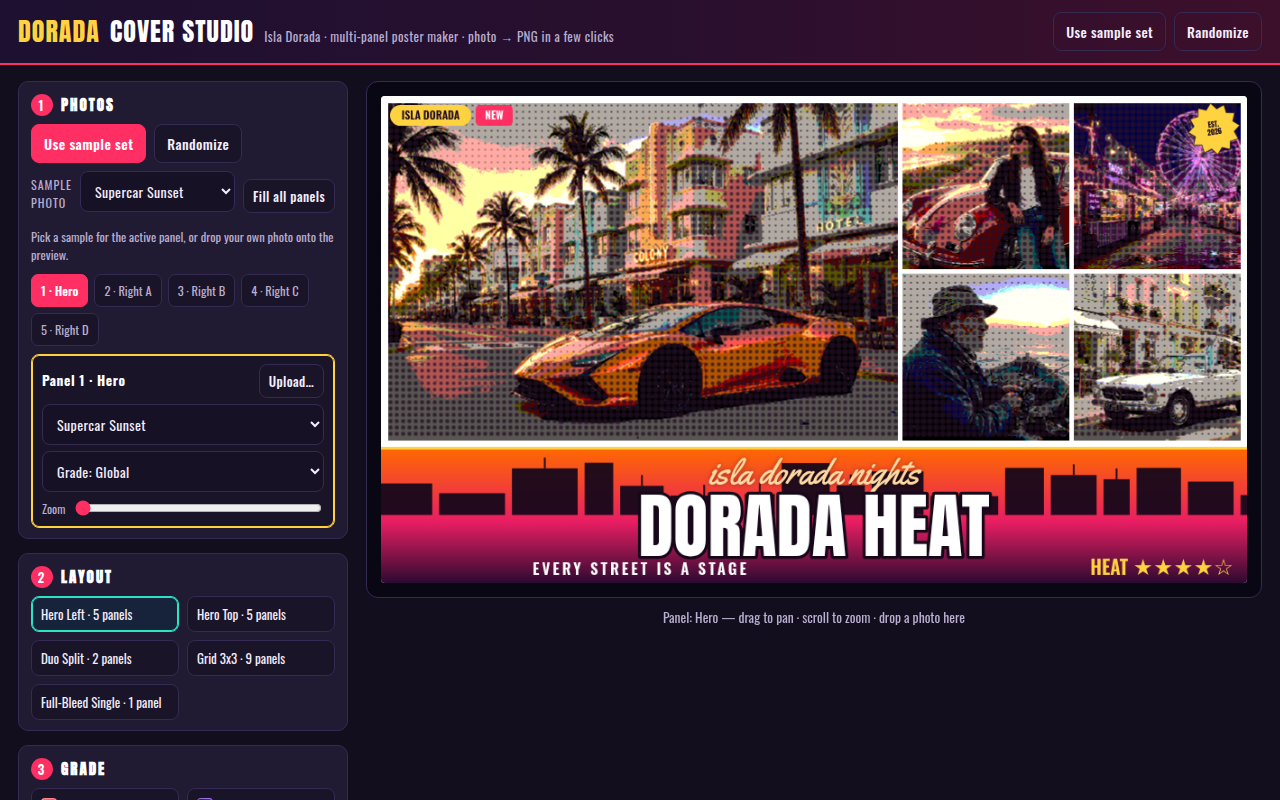 DORADA COVER STUDIO
Isla Dorada · multi-panel poster maker · photo → PNG in a few clicks
Use sample set
Randomize
1 PHOTOS
Use sample set
Randomize
SAMPLE PHOTO
Supercar Sunset
Fill all panels
Pick a sample for the active panel, or drop your own photo onto the
preview.
1 · Hero
2 · Right A
3 · Right B
4 · Right C
5 · Right D
Panel 1 · Hero
Upload...
Supercar Sunset
Grade: Global
Zoom
2 LAYOUT
Hero Left · 5 panels
Hero Top · 5 panels
Duo Split · 2 panels
Grid 3x3 · 9 panels
Full-Bleed Single · 1 panel
3 GRADE
ISLA DORADA
NEW
COLONY
HOTEL
EST.
2026
isla dorada nights
DORADA HEAT
EVERY STREET IS A STAGE
HEAT ★★★★☆
Panel: Hero — drag to pan · scroll to zoom · drop a photo here